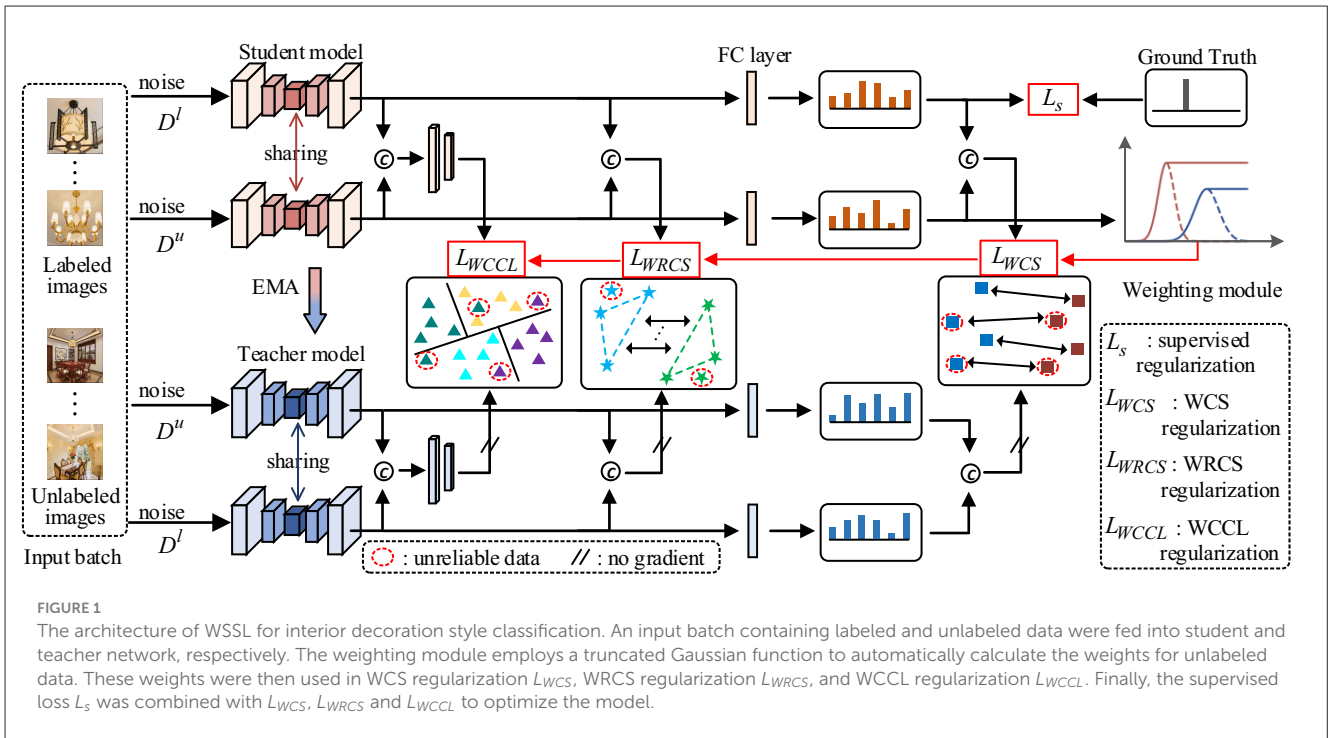 Student model
FC layer
Ground Truth
noise
D^l
L_s
sharing
C
C
C
noise
D^u
Labeled
images
EMA
L_WCCL
L_WRCS
L_WCS
Weighting module
Teacher model
noise
D^u
sharing
C
C
C
Unlabeled
images
noise
D^l
Input batch
: unreliable data
// : no gradient
L_s : supervised
regularization
L_WCS : WCS
regularization
L_WRCS : WRCS
regularization
L_WCCL : WCCL
regularization
FIGURE 1
The architecture of WSSL for interior decoration style classification. An input batch containing labeled and unlabeled data were fed into student and
teacher network, respectively. The weighting module employs a truncated Gaussian function to automatically calculate the weights for unlabeled
data. These weights were then used in WCS regularization L_WCS, WRCS regularization L_WRCS, and WCCL regularization L_WCCL. Finally, the supervised
loss L_s was combined with L_WCS, L_WRCS and L_WCCL to optimize the model.